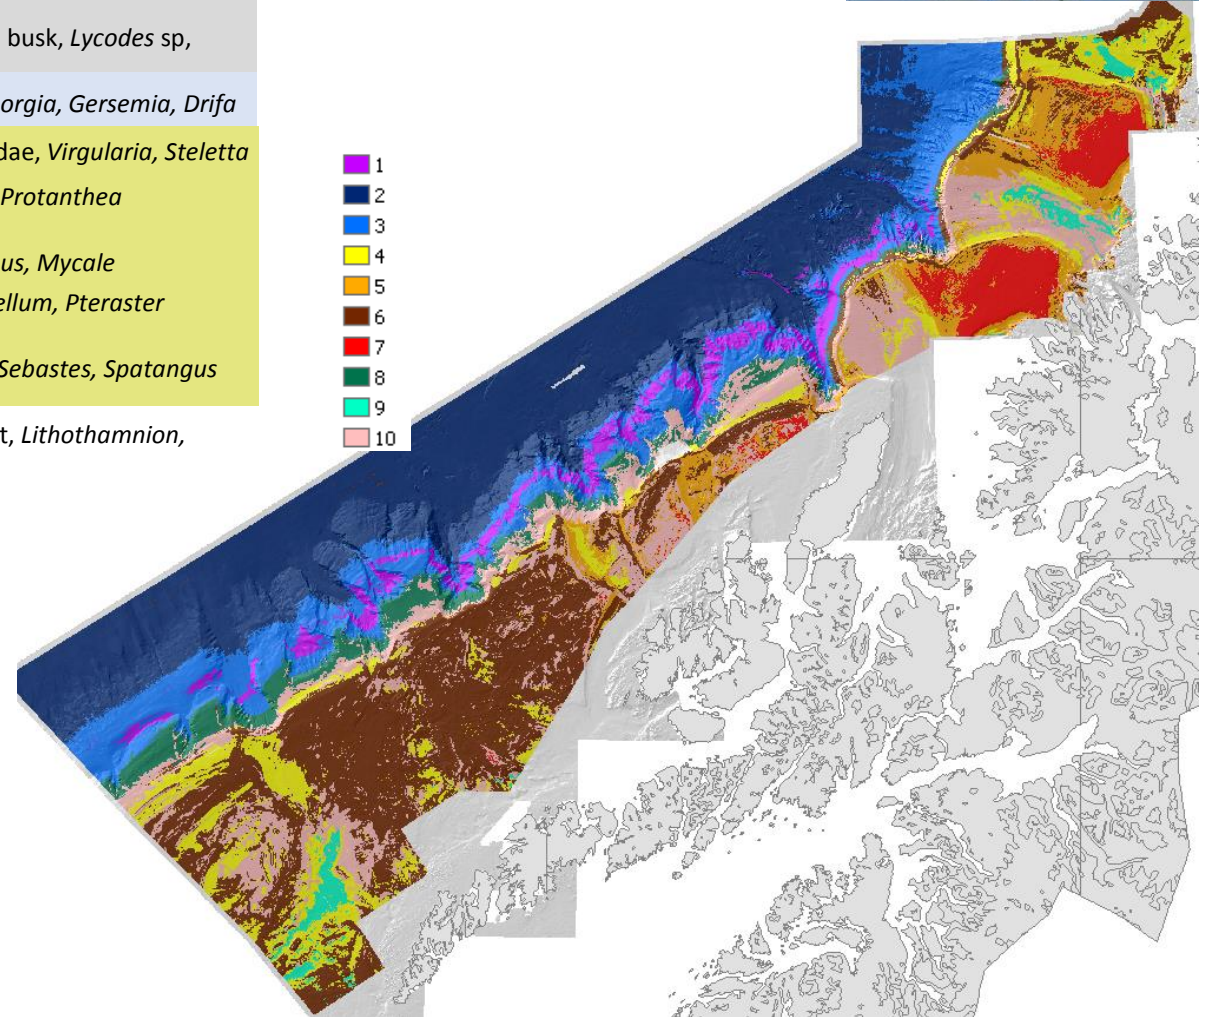 busk, Lycodes sp,
orgia, Gersemia, Drifa
dae, Virgularia, Steletta
Protanthea
us, Mycale
ellum, Pteraster
Sebastes, Spatangus
t, Lithothamnion,
1
2
3
4
5
6
7
8
9
10